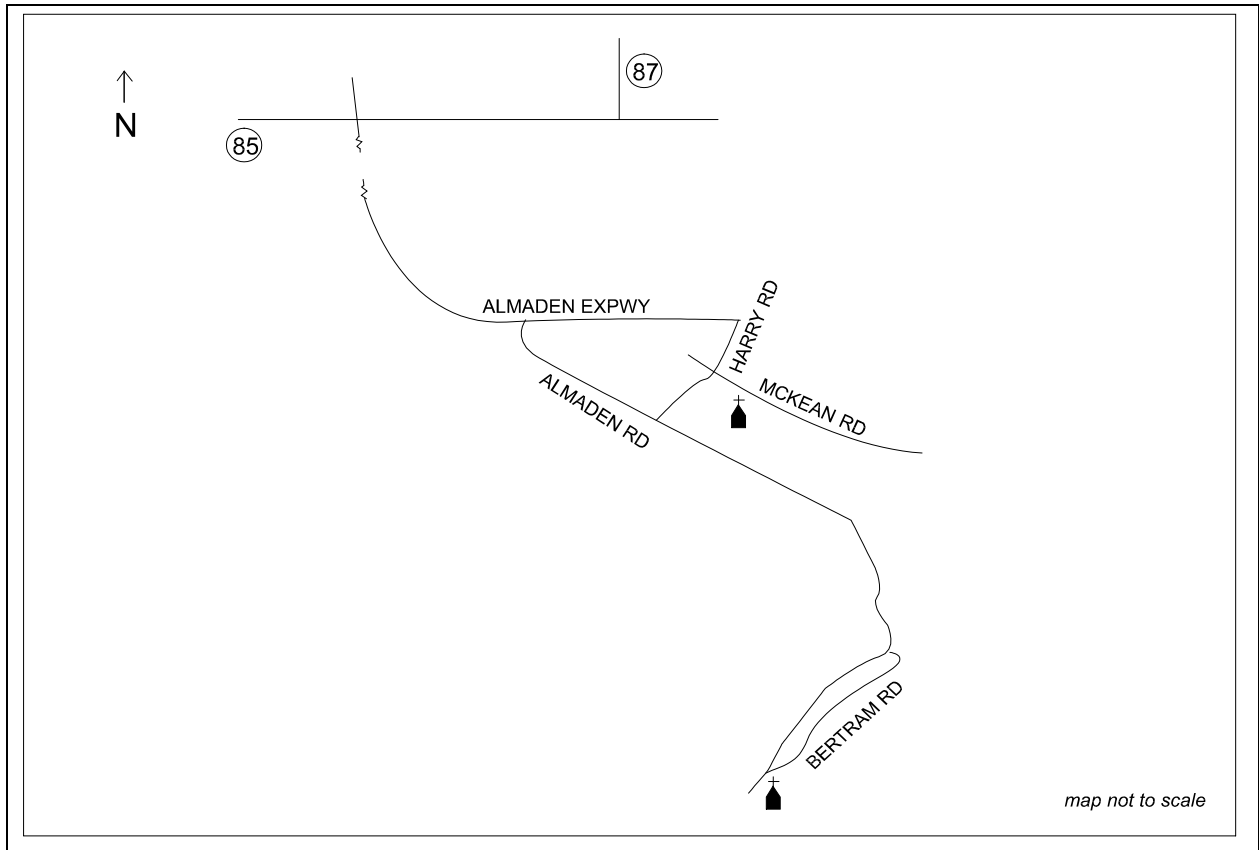 87
N
85
ALMADEN EXPWY
HARRY RD
ALMADEN RD
MCKEAN RD
BERTRAM RD
map not to scale